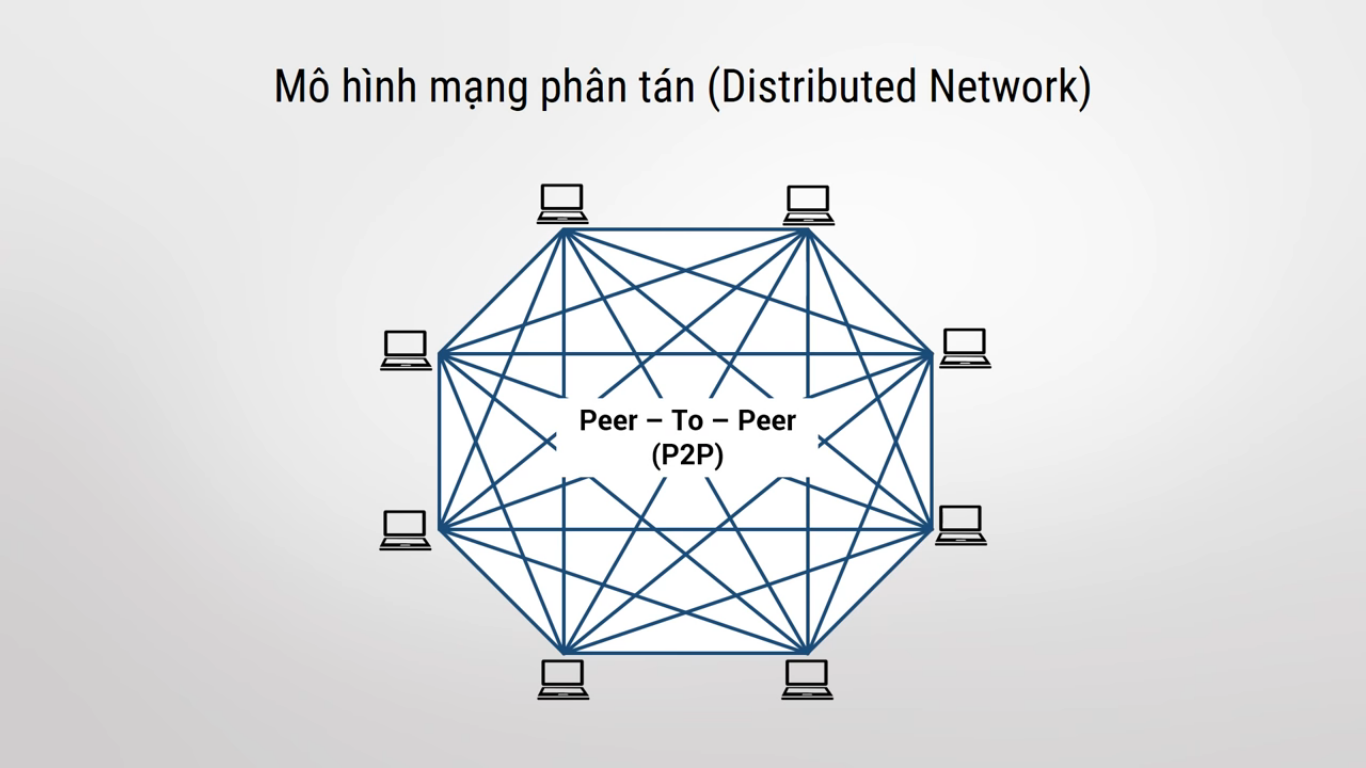 Mô hình mạng phân tán (Distributed Network)
Peer – To – Peer
(P2P)